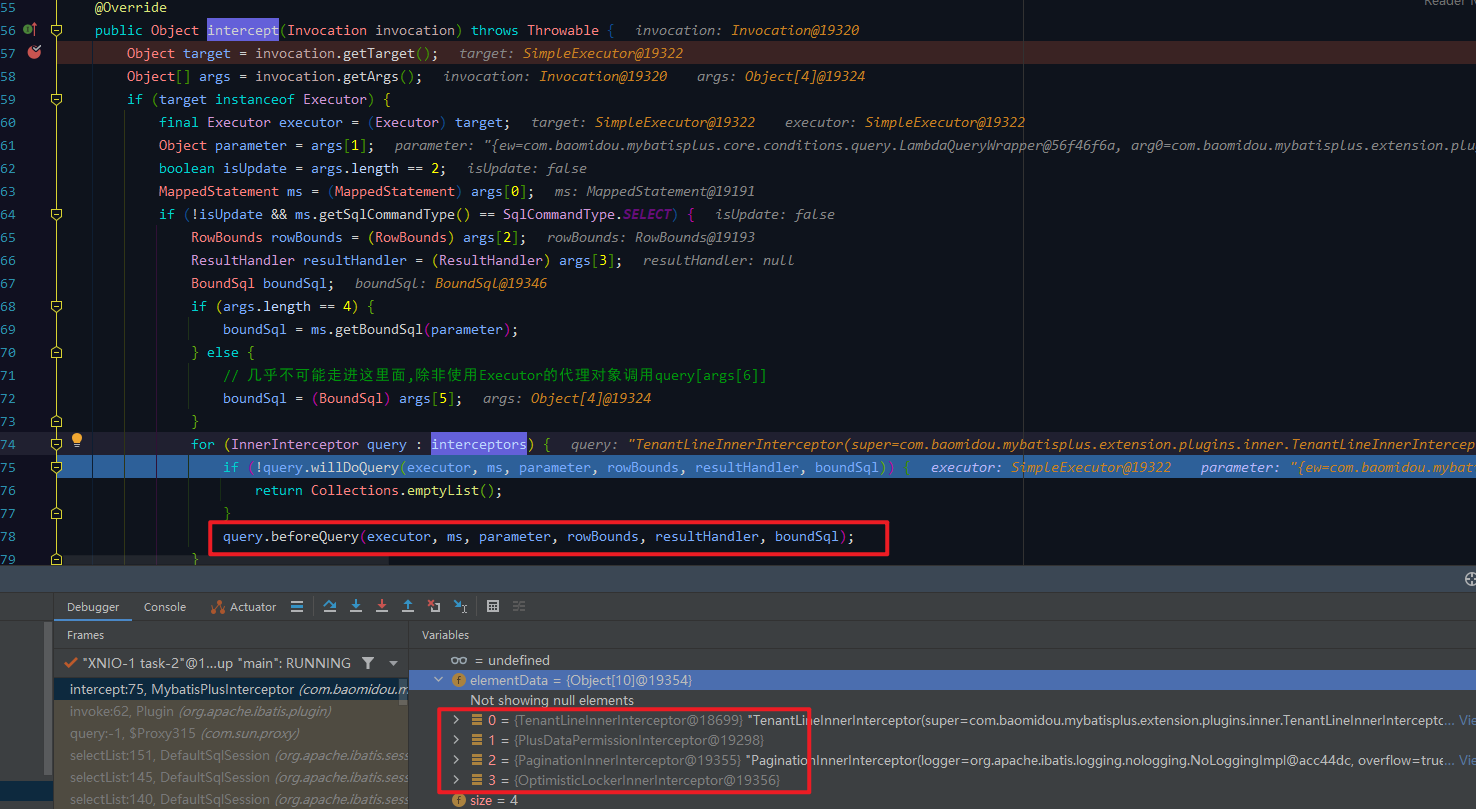 Reader M
55 @Override
56 public Object intercept(Invocation invocation) throws Throwable { invocation: Invocation@19320
57 Object target = invocation.getTarget(); target: SimpleExecutor@19322
58 Object[] args = invocation.getArgs(); invocation: Invocation@19320 args: Object[4]@19324
59 if (target instanceof Executor) {
60 final Executor executor = (Executor) target; target: SimpleExecutor@19322 executor: SimpleExecutor@19322
61 Object parameter = args[1]; parameter: "{ew=com.baomidou.mybatisplus.core.conditions.query.LambdaQueryWrapper@56f46f6a, arg0=com.baomidou.mybatisplus.extension.plu
62 boolean isUpdate = args.length == 2; isUpdate: false
63 MappedStatement ms = (MappedStatement) args[0]; ms: MappedStatement@19191
64 if (!isUpdate && ms.getSqlCommandType() == SqlCommandType.SELECT) { isUpdate: false
65 RowBounds rowBounds = (RowBounds) args[2]; rowBounds: RowBounds@19193
66 ResultHandler resultHandler = (ResultHandler) args[3]; resultHandler: null
67 BoundSql boundSql; boundSql: BoundSql@19346
68 if (args.length == 4) {
69 boundSql = ms.getBoundSql(parameter);
70 } else {
71 // 几乎不可能走进这里面,除非使用Executor的代理对象调用query[args[6]]
72 boundSql = (BoundSql) args[5]; args: Object[4]@19324
73 }
74 for (InnerInterceptor query : interceptors) { query: "TenantLineInnerInterceptor(super=com.baomidou.mybatisplus.extension.plugins.inner.TenantLineInnerIntercep
75 if (!query.willDoQuery(executor, ms, parameter, rowBounds, resultHandler, boundSql)) { executor: SimpleExecutor@19322 parameter: "{ew=com.baomidou.mybat
76 return Collections.emptyList();
77 }
78 query.beforeQuery(executor, ms, parameter, rowBounds, resultHandler, boundSql);
79 }
Debugger Console Actuator
Frames
"XNIO-1 task-2"@1...up "main": RUNNING
intercept:75, MybatisPlusInterceptor (com.baomidou.m
invoke:62, Plugin (org.apache.ibatis.plugin)
query:-1, $Proxy315 (com.sun.proxy)
selectList:151, DefaultSqlSession (org.apache.ibatis.sess
selectList:145, DefaultSqlSession (org.apache.ibatis.sess
selectList:140, DefaultSqlSession (org.apache.ibatis.sess
Variables
oo = undefined
elementData = {Object[10]@19354}
Not showing null elements
0 = {TenantLineInnerInterceptor@18699} "TenantLineInnerInterceptor(super=com.baomidou.mybatisplus.extension.plugins.inner.TenantLineInnerIntercepto... Vie
1 = {PlusDataPermissionInterceptor@19298}
2 = {PaginationInnerInterceptor@19355} "PaginationInnerInterceptor(logger=org.apache.ibatis.logging.nologging.NoLoggingImpl@acc44dc, overflow=true... Vie
3 = {OptimisticLockerInnerInterceptor@19356}
size = 4